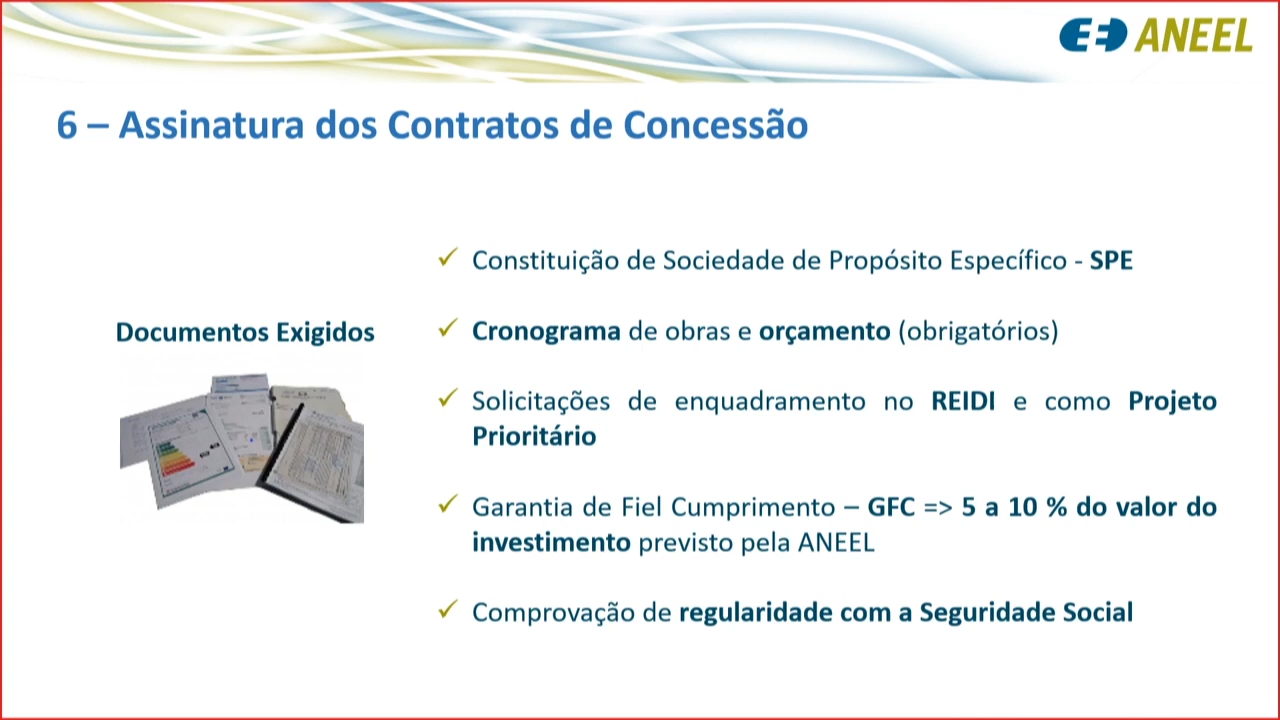 ANEEL
6 – Assinatura dos Contratos de Concessão
Documentos Exigidos
✓ Constituição de Sociedade de Propósito Específico - SPE
✓ Cronograma de obras e orçamento (obrigatórios)
✓ Solicitações de enquadramento no REIDI e como Projeto
Prioritário
✓ Garantia de Fiel Cumprimento – GFC => 5 a 10 % do valor do
investimento previsto pela ANEEL
✓ Comprovação de regularidade com a Seguridade Social